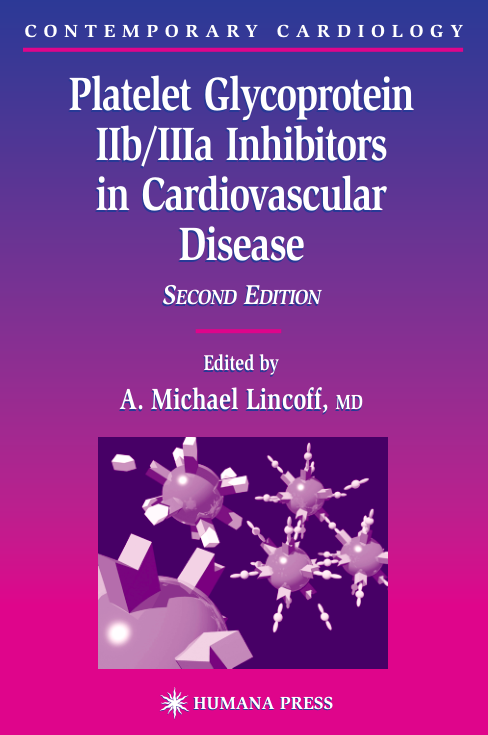 CONTEMPORARY CARDIOLOGY
Platelet Glycoprotein
IIb/IIIa Inhibitors
in Cardiovascular
Disease
SECOND EDITION
Edited by
A. Michael Lincoff, MD
HUMANA PRESS